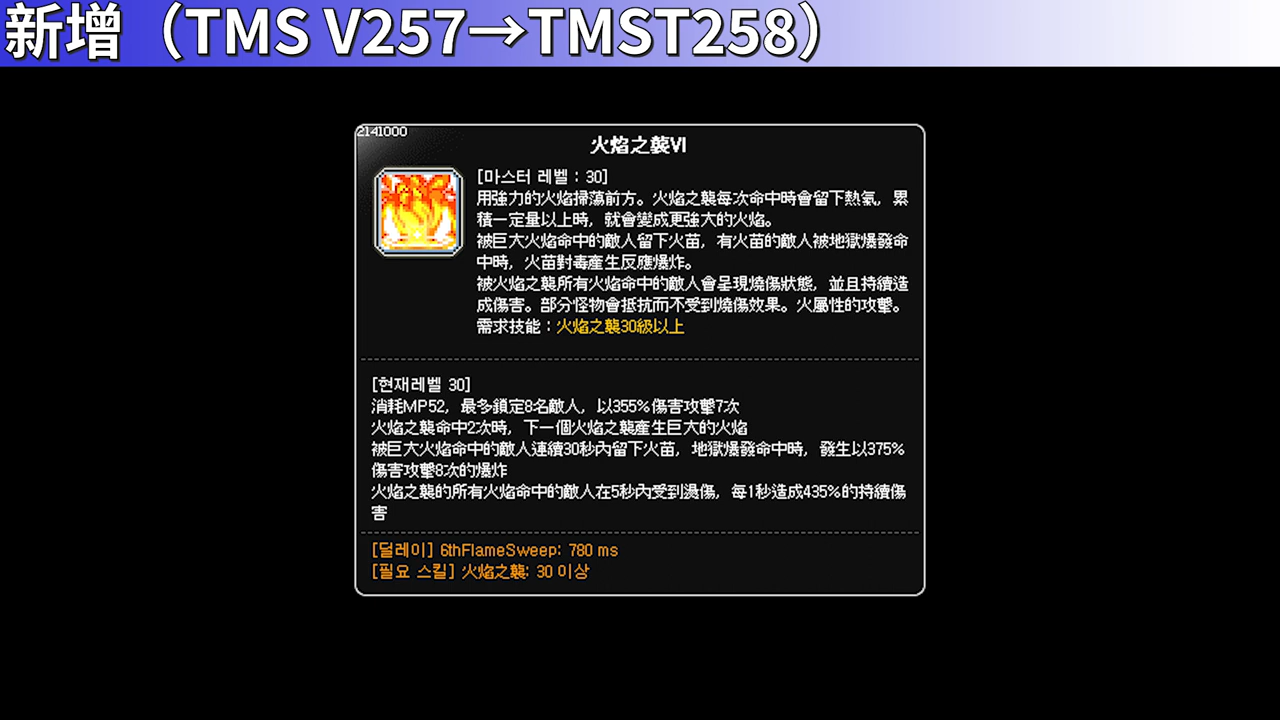 新增（TMS V257→TMST258）
2141000
火焰之襲VI
[마스터 레벨 : 30]
用強力的火焰掃蕩前方。火焰之襲每次命中時會留下熱氣，累
積一定量以上時，就會變成更強大的火焰。
被巨大火焰命中的敵人留下火苗，有火苗的敵人被地獄爆發命
中時，火苗對毒產生反應爆炸。
被火焰之襲所有火焰命中的敵人會呈現燒傷狀態，並且持續造
成傷害。部分怪物會抵抗而不受到燒傷效果。火屬性的攻擊。
需求技能：火焰之襲30級以上
[현재레벨 30]
消耗MP52，最多鎖定8名敵人，以355%傷害攻擊7次
火焰之襲命中2次時，下一個火焰之襲產生巨大的火焰
被巨大火焰命中的敵人連續30秒內留下火苗，地獄爆發命中時，發生以375%
傷害攻擊8次的爆炸
火焰之襲的所有火焰命中的敵人在5秒內受到燙傷，每1秒造成435%的持續傷
害
[딜레이] 6thFlameSweep: 780 ms
[필요 스킬] 火焰之襲: 30 이상